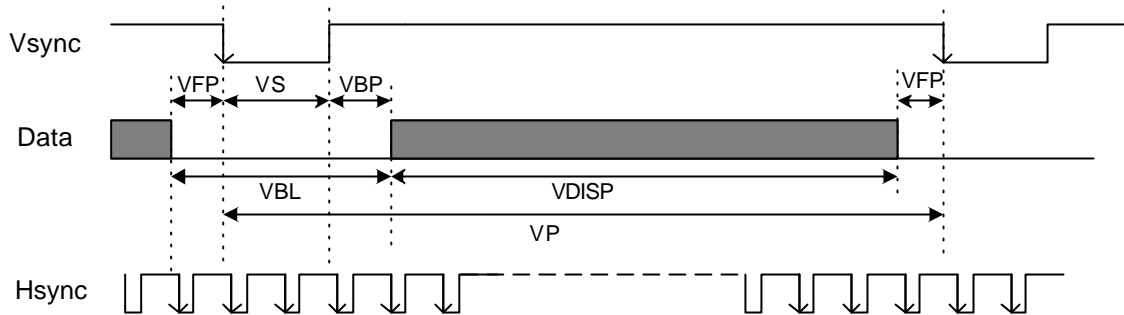 Vsync
VFP VS VBP VFP
Data
VBL VDISP
VP
Hsync